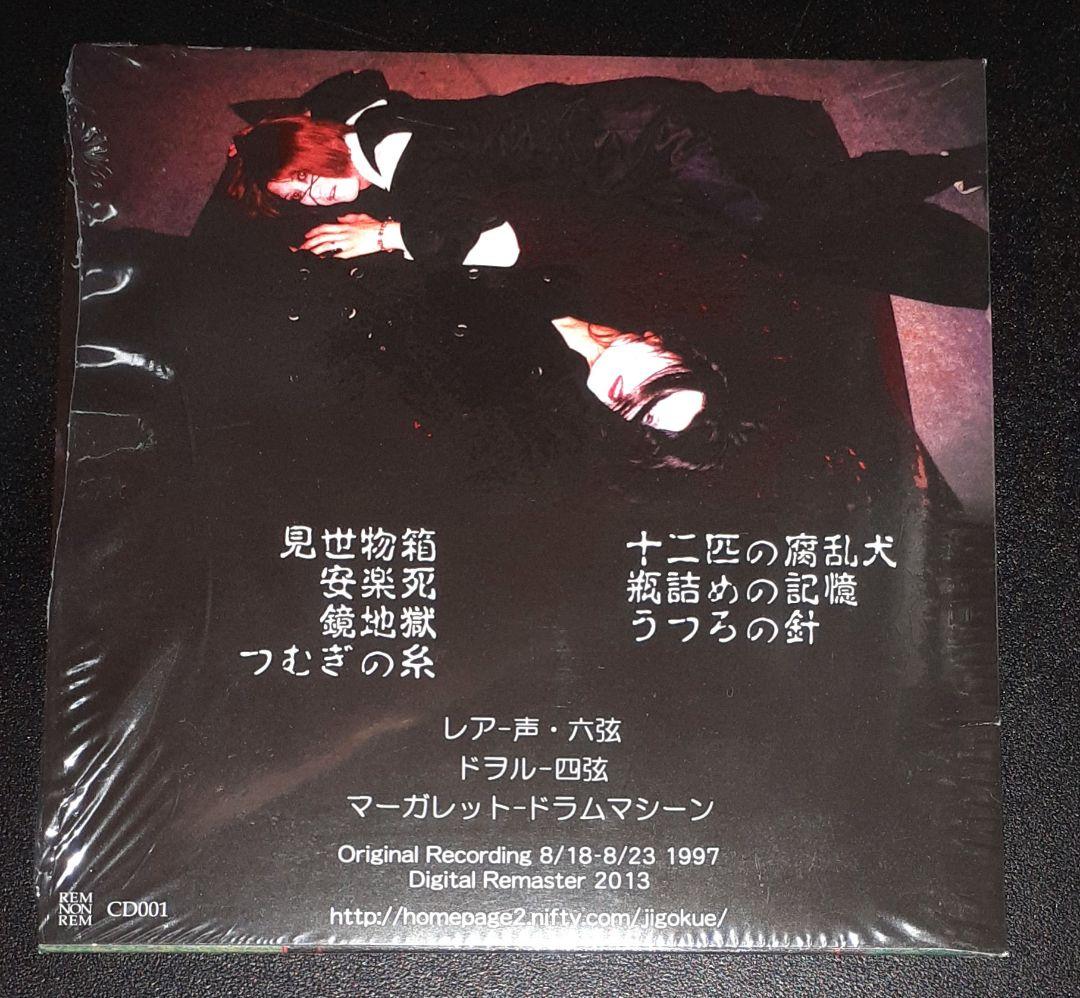 見世物箱
安楽死
鏡地獄
つむぎの糸
十二匹の腐乱犬
瓶詰めの記憶
うつろの針
レア-声・六弦
ドヲル-四弦
マーガレット-ドラムマシーン
Original Recording 8/18-8/23 1997
Digital Remaster 2013
http://homepage2.nifty.com/jigokue/
REM
NON
REM
CD001